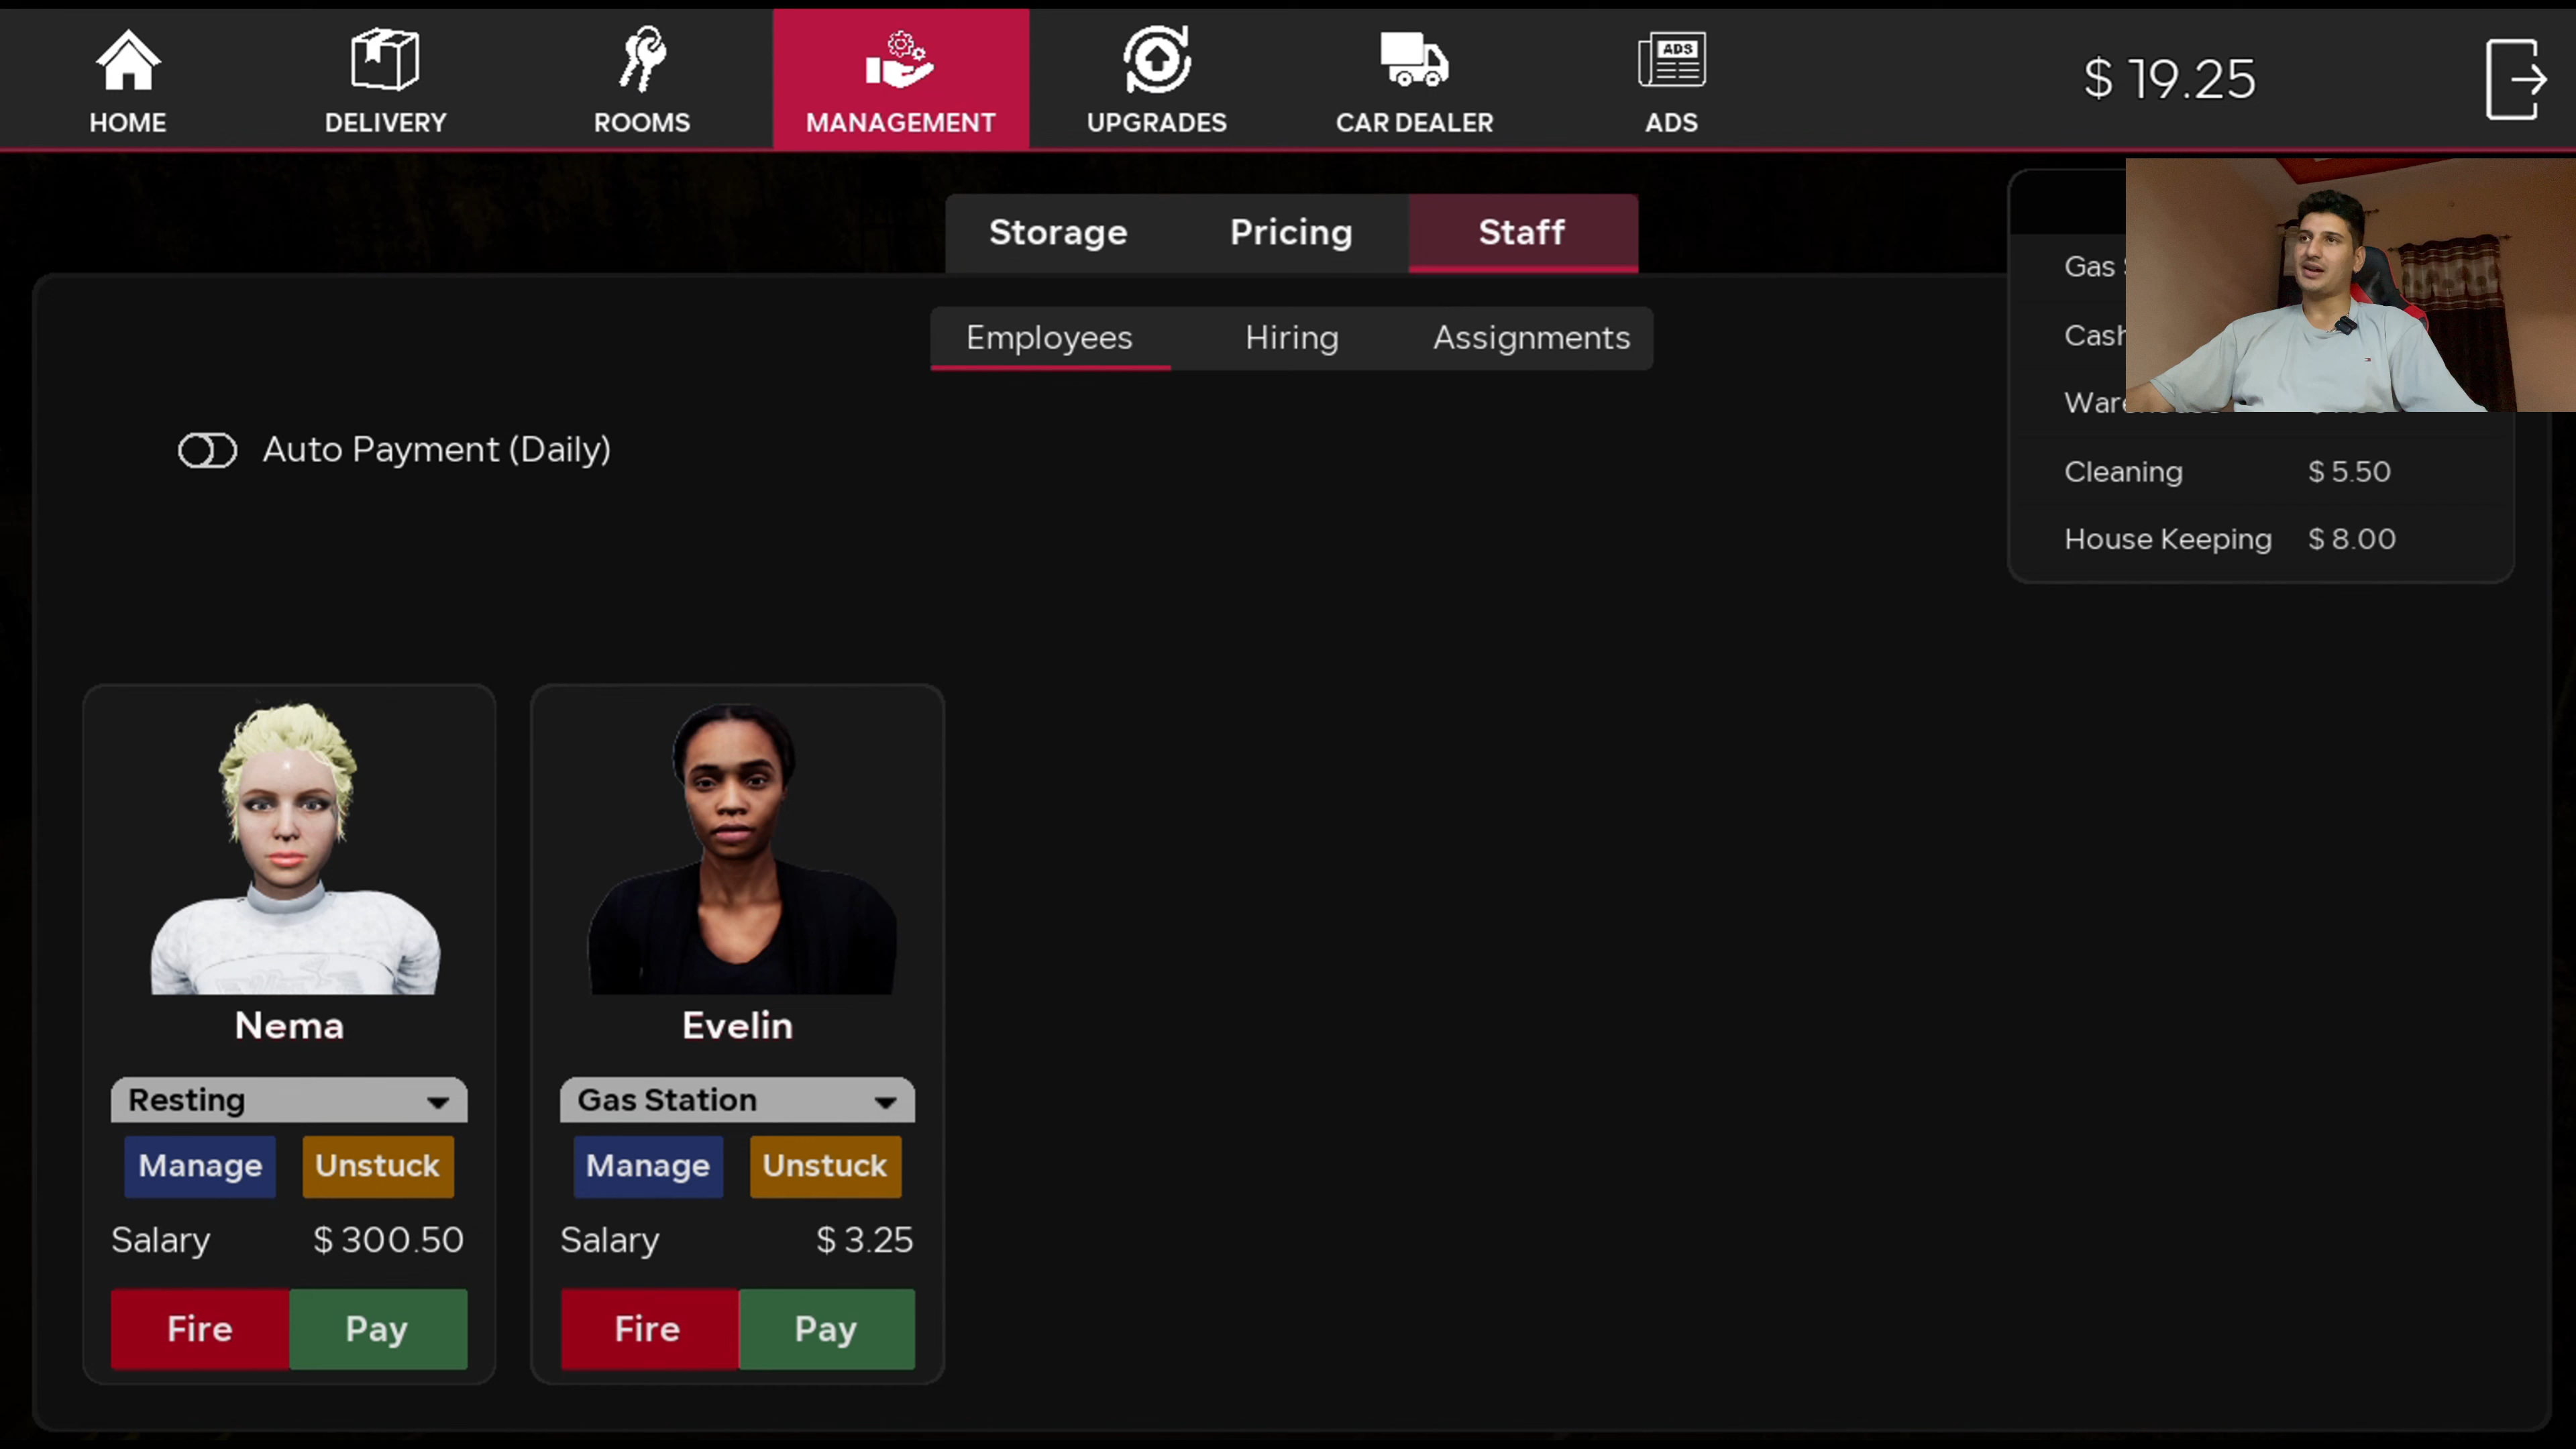 HOME
DELIVERY
ROOMS
MANAGEMENT
UPGRADES
CAR DEALER
ADS
ADS
$ 19.25
Storage
Pricing
Staff
Employees
Hiring
Assignments
Auto Payment (Daily)
Gas
Cleaning $ 5.50
House Keeping $ 8.00
Nema
Resting
Manage Unstuck
Salary $ 300.50
Fire Pay
Evelin
Gas Station
Manage Unstuck
Salary $ 3.25
Fire Pay